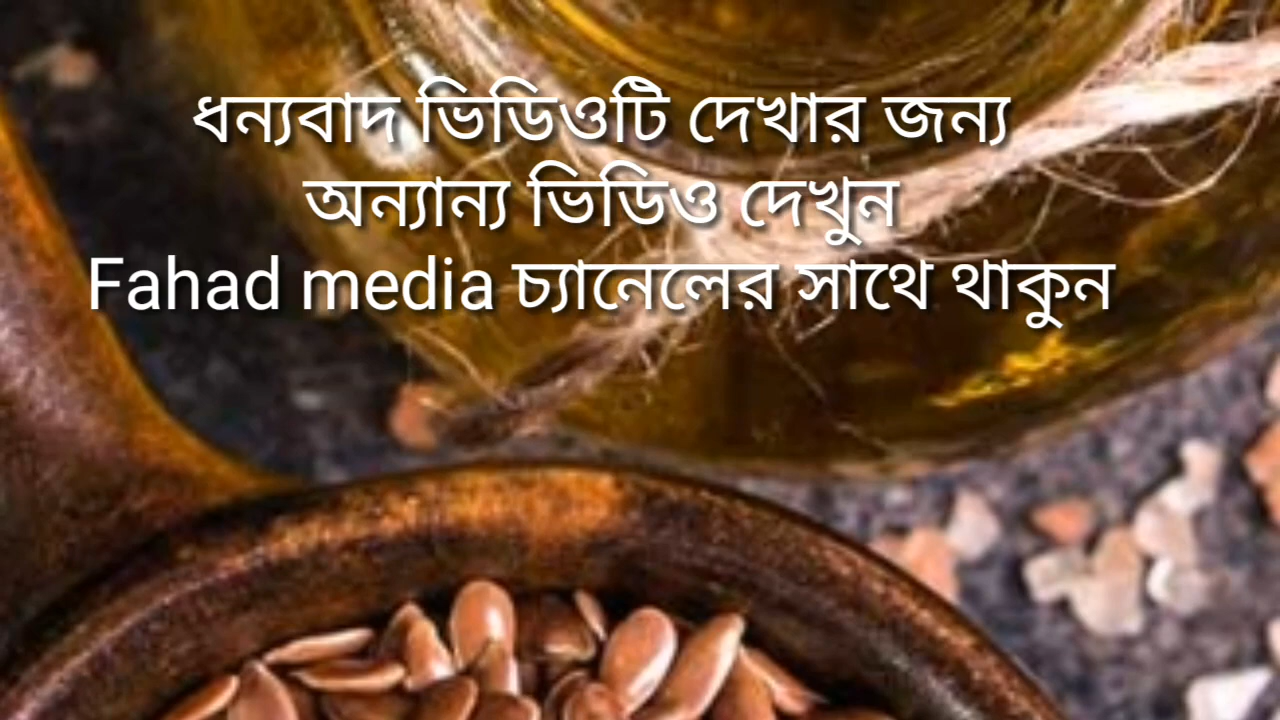 ধন্যবাদ ভিডিওটি দেখার জন্য
অন্যান্য ভিডিও দেখুন
Fahad media চ্যানেলের সাথে থাকুন